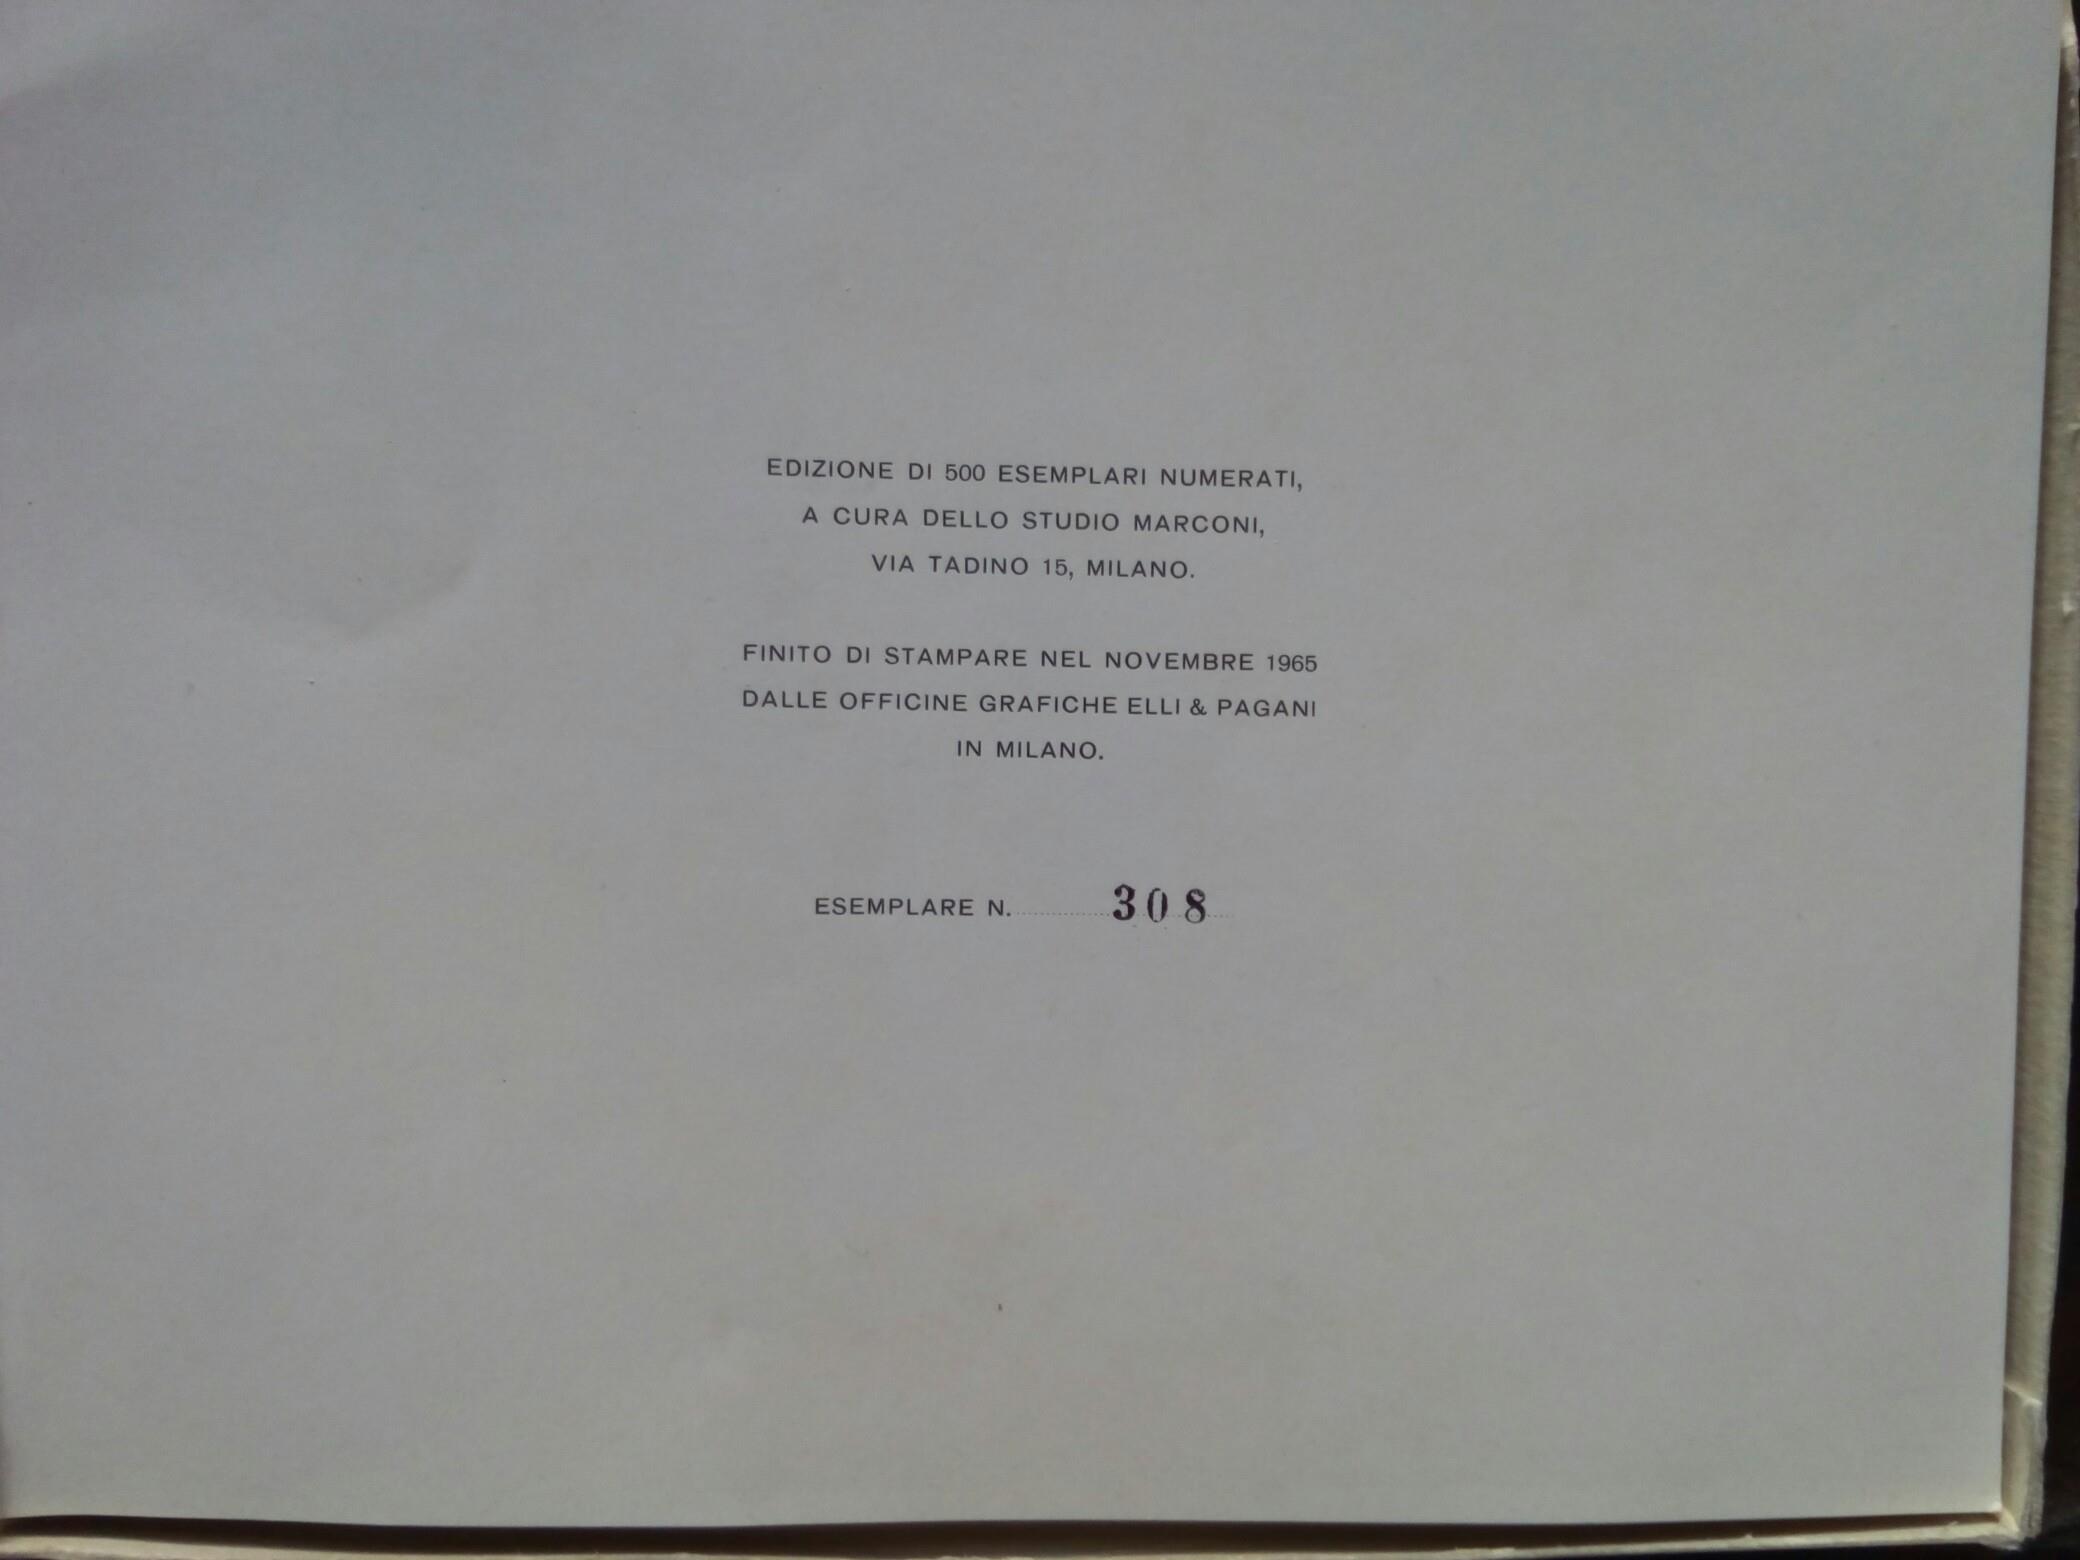 EDIZIONE DI 500 ESEMPLARI NUMERATI,
A CURA DELLO STUDIO MARCONI,
VIA TADINO 15, MILANO.
FINITO DI STAMPARE NEL NOVEMBRE 1965
DALLE OFFICINE GRAFICHE ELLI & PAGANI
IN MILANO.
ESEMPLARE N. 308